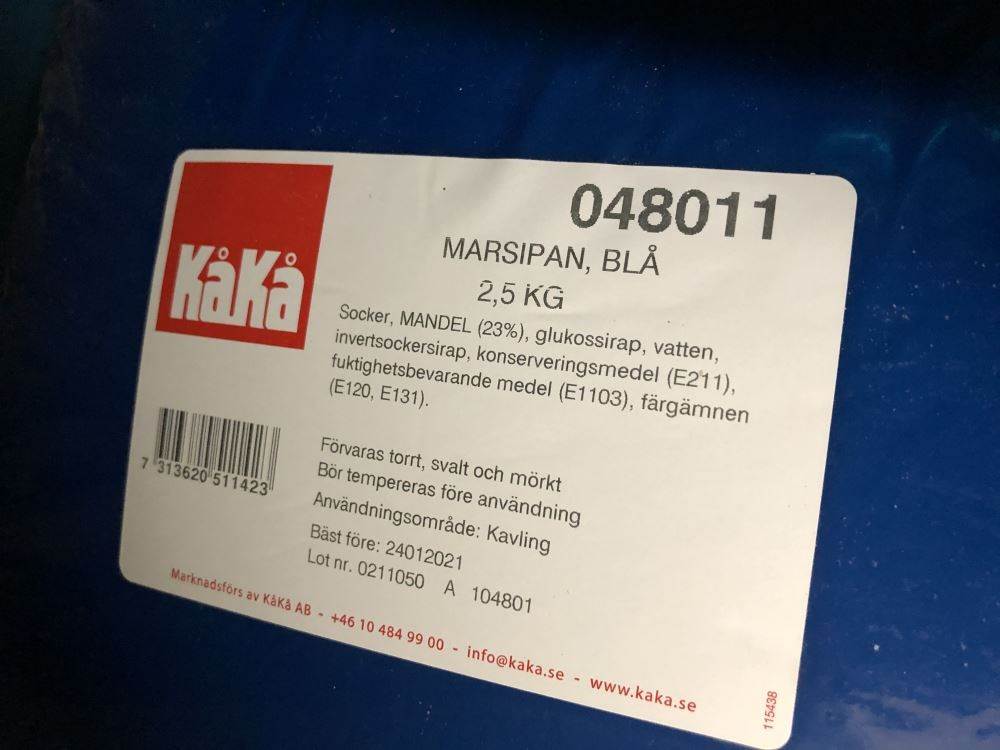 KåKå
048011
MARSIPAN, BLÅ
2,5 KG
Socker, MANDEL (23%), glukossirap, vatten,
invertsockersirap, konserveringsmedel (E211),
fuktighetsbevarande medel (E1103), färgämnen
(E120, E131).
7 313620 511423
Förvaras torrt, svalt och mörkt
Bör tempereras före användning
Användningsområde: Kavling
Bäst före: 24012021
Lot nr. 0211050 A 104801
Marknadsförs av KåKå AB - +46 10 484 99 00 - info@kaka.se - www.kaka.se
115438